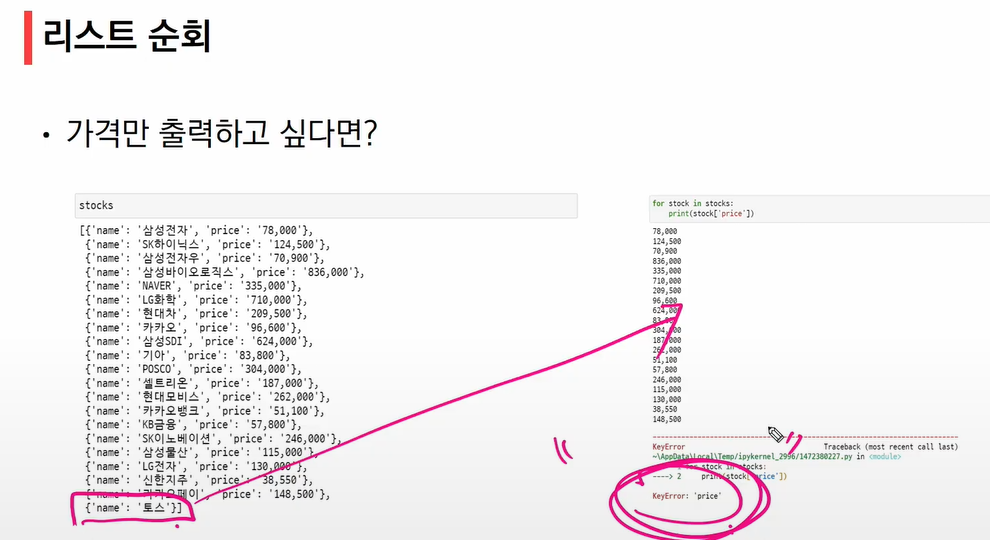 리스트 순회
• 가격만 출력하고 싶다면?
stocks
[{'name': '삼성전자', 'price': '78,000'},
{'name': 'SK하이닉스', 'price': '124,500'},
{'name': '삼성전자우', 'price': '70,900'},
{'name': '삼성바이오로직스', 'price': '836,000'},
{'name': 'NAVER', 'price': '335,000'},
{'name': 'LG화학', 'price': '710,000'},
{'name': '현대차', 'price': '209,500'},
{'name': '카카오', 'price': '96,600'},
{'name': '삼성SDI', 'price': '624,000'},
{'name': '기아', 'price': '83,800'},
{'name': 'POSCO', 'price': '304,000'},
{'name': '셀트리온', 'price': '187,000'},
{'name': '현대모비스', 'price': '262,000'},
{'name': '카카오뱅크', 'price': '51,100'},
{'name': 'KB금융', 'price': '57,800'},
{'name': 'SK이노베이션', 'price': '246,000'},
{'name': '삼성물산', 'price': '115,000'},
{'name': 'LG전자', 'price': '130,000'},
{'name': '신한지주', 'price': '38,550'},
{'name': '카카오페이', 'price': '148,500'},
{'name': '토스'}]
for stock in stocks:
print(stock['price'])
78,000
124,500
70,900
836,000
335,000
710,000
209,500
96,600
624,000
83,800
304,000
187,000
262,000
51,100
57,800
246,000
115,000
130,000
38,550
148,500
KeyError Traceback (most recent call last)
~\AppData\Local\Temp/ipykernel_2996/1472380227.py in <module>
stock in stocks:
----> 2 print(stock['price'])
KeyError: 'price'